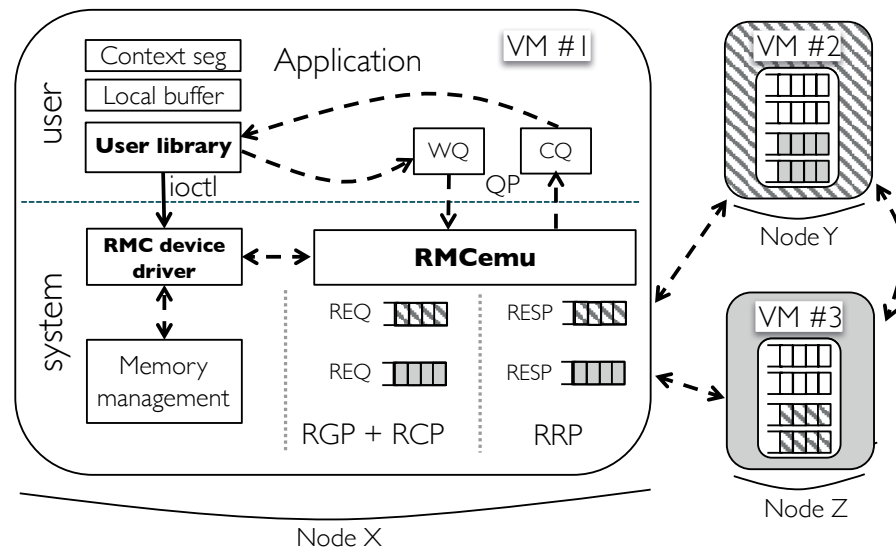 Context seg
Application
VM #1
Local buffer
User library
WQ
CQ
user
ioctl
QP
RMC device
driver
RMCemu
system
Memory
management
REQ
RESP
REQ
RESP
RGP + RCP
RRP
Node X
VM #2
Node Y
VM #3
Node Z